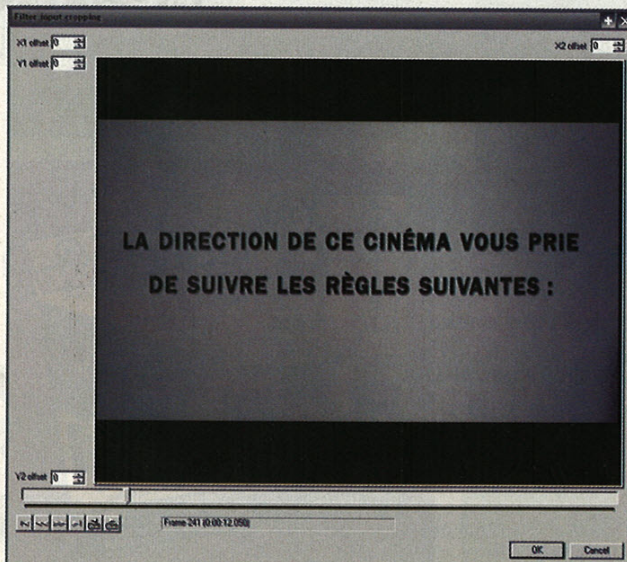 Filter input cropping
X1 offset 0
X2 offset 0
Y1 offset 0
LA DIRECTION DE CE CINÉMA VOUS PRIE
DE SUIVRE LES RÈGLES SUIVANTES :
Y2 offset 0
Frame 241 (0:00:12.050)
OK
Cancel